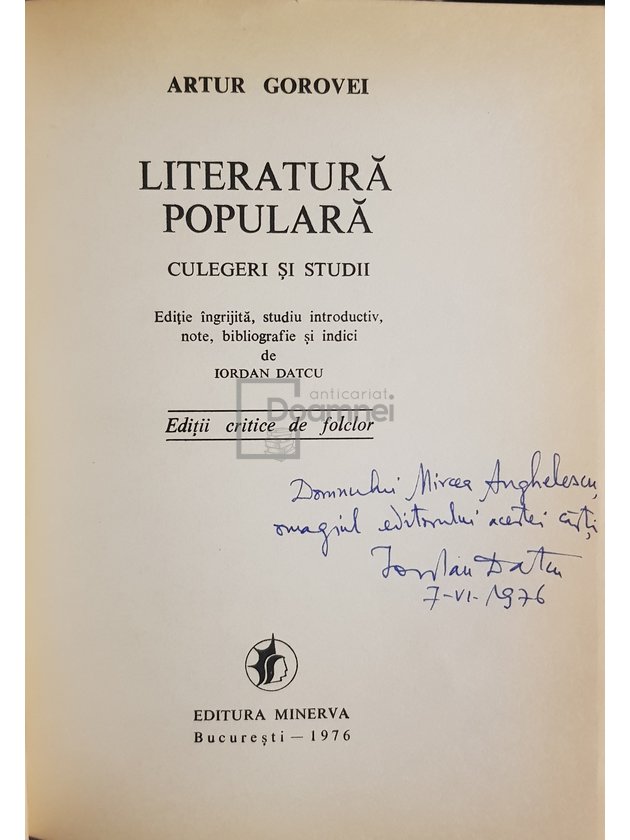 ARTUR GOROVEI
LITERATURĂ
POPULARĂ
CULEGERI ȘI STUDII
Ediție îngrijită, studiu introductiv,
note, bibliografie și indici
de
IORDAN DATCU
anticariat
Doamnei
Ediții critice de folclor
Domnului Mircea Anghelescu,
omagiul editorului acestei cărți
Iordan Datcu
7-VI-1976
EDITURA MINERVA
București — 1976